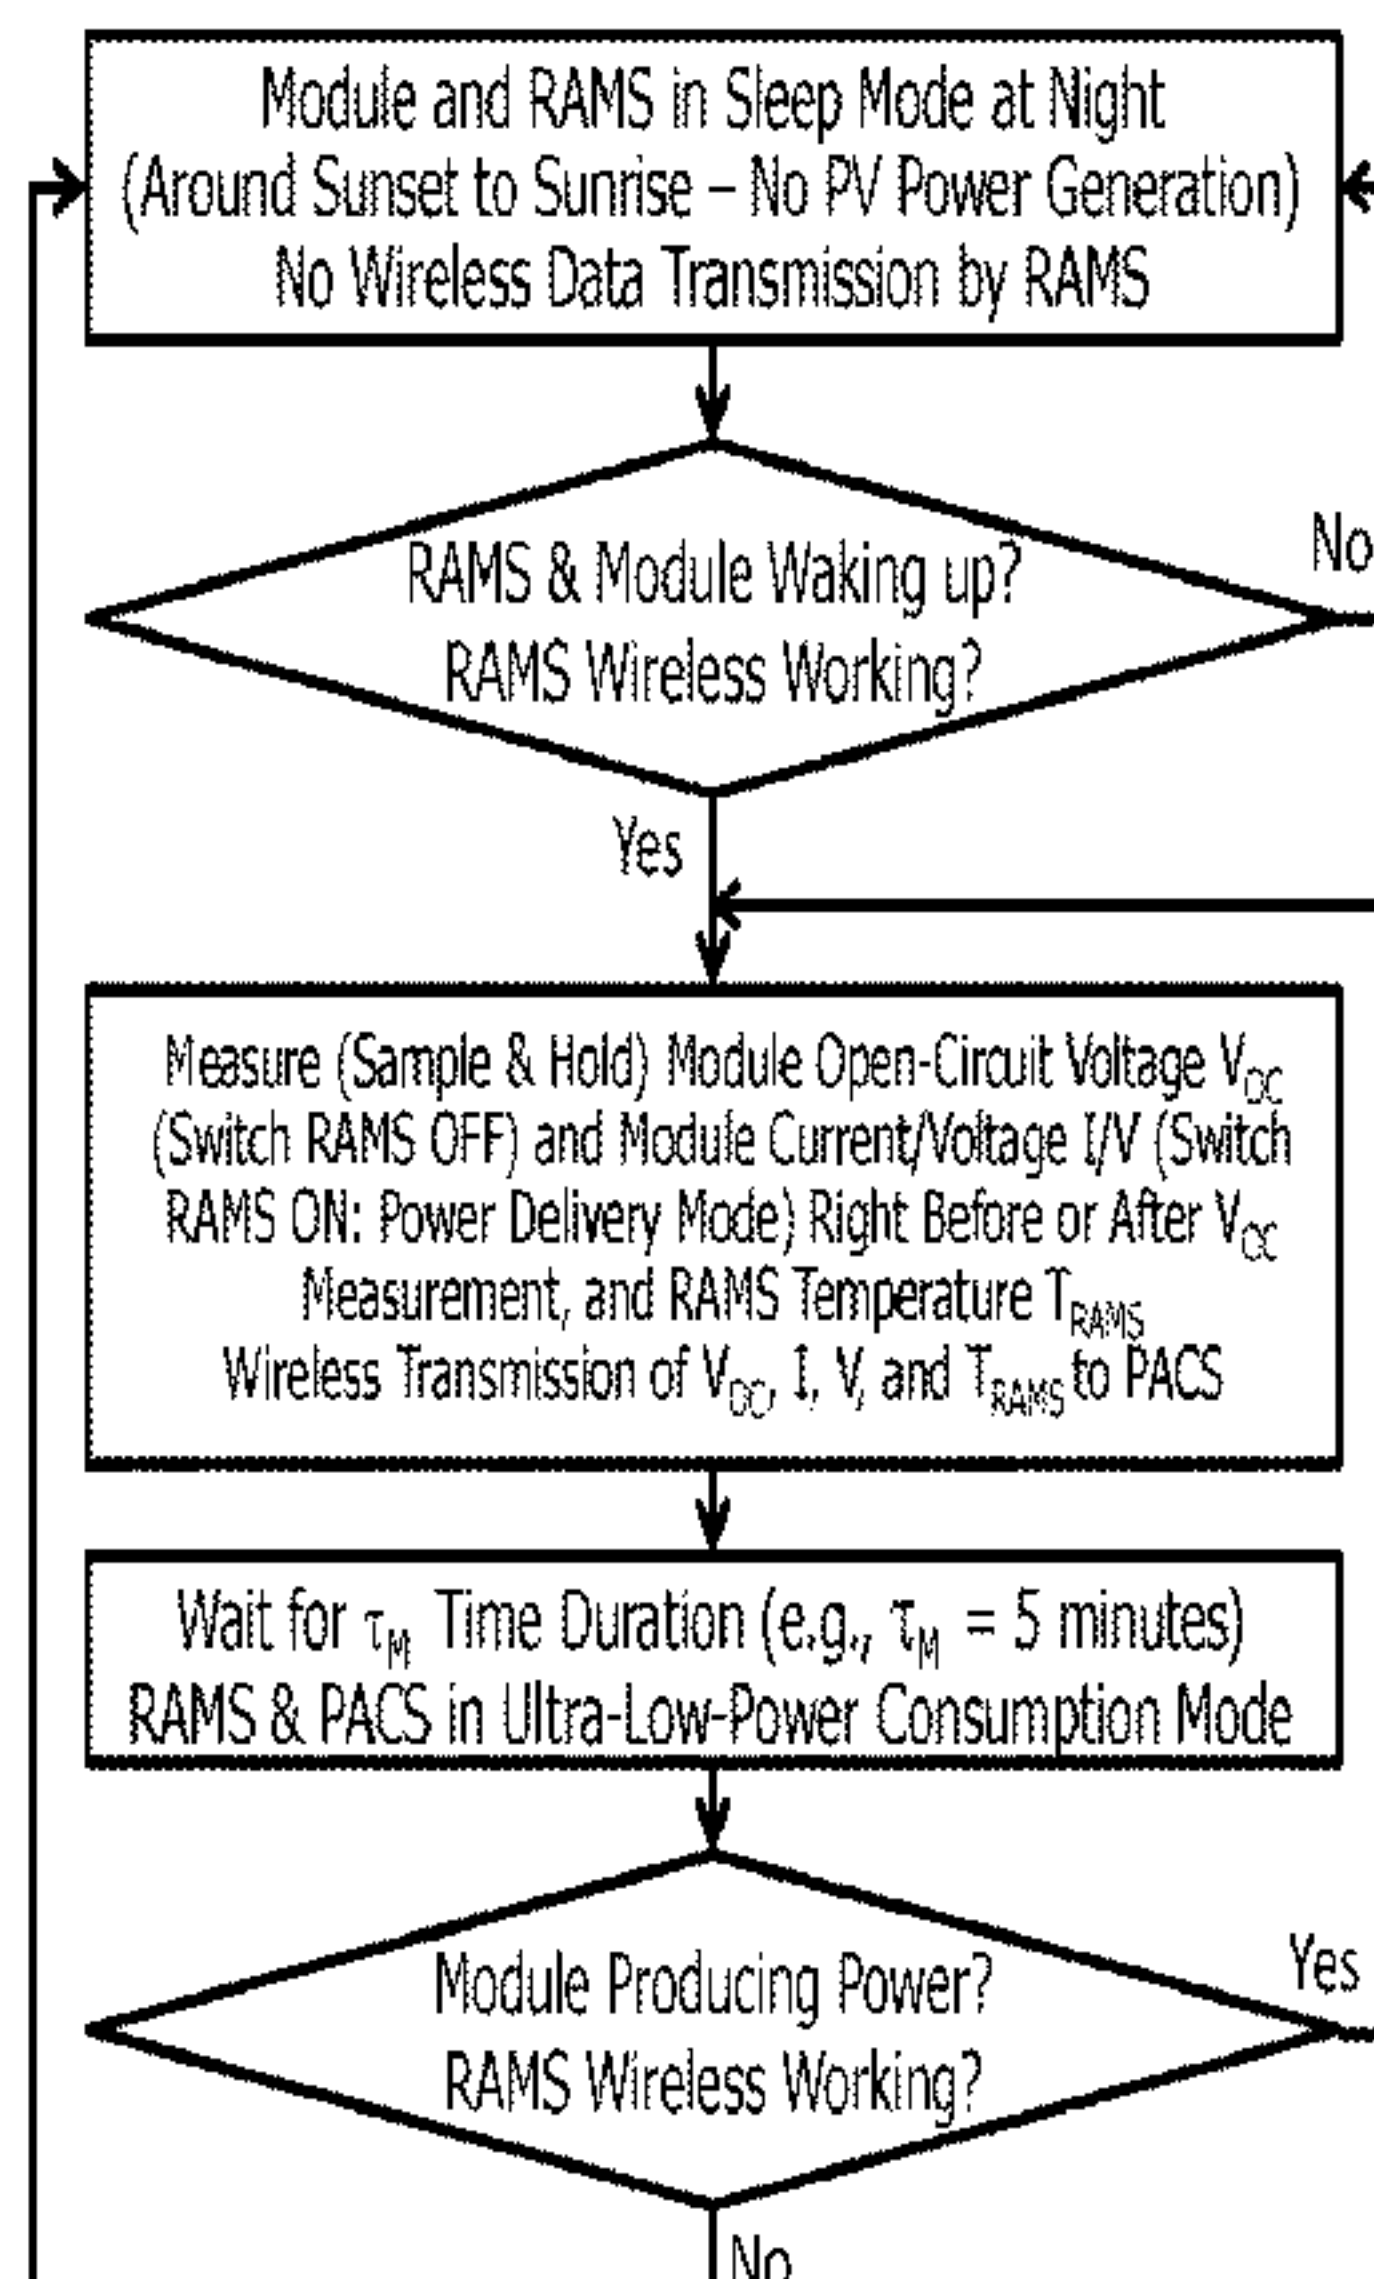 Module and RAMS in Sleep Mode at Night
(Around Sunset to Sunrise – No PV Power Generation)
No Wireless Data Transmission by RAMS
RAMS & Module Waking up?
No
RAMS Wireless Working?
Yes
Measure (Sample & Hold) Module Open-Circuit Voltage V_OC
(Switch RAMS OFF) and Module Current/Voltage I/V (Switch
RAMS ON: Power Delivery Mode) Right Before or After V_OC
Measurement, and RAMS Temperature T_RAMS
Wireless Transmission of V_OC, I, V, and T_RAMS to PACS
Wait for τ_M Time Duration (e.g., τ_M = 5 minutes)
RAMS & PACS in Ultra-Low-Power Consumption Mode
Module Producing Power?
Yes
RAMS Wireless Working?
No